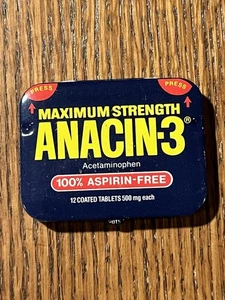 PRESS PRESS
MAXIMUM STRENGTH
ANACIN-3®
Acetaminophen
100% ASPIRIN-FREE
12 COATED TABLETS 500 mg each